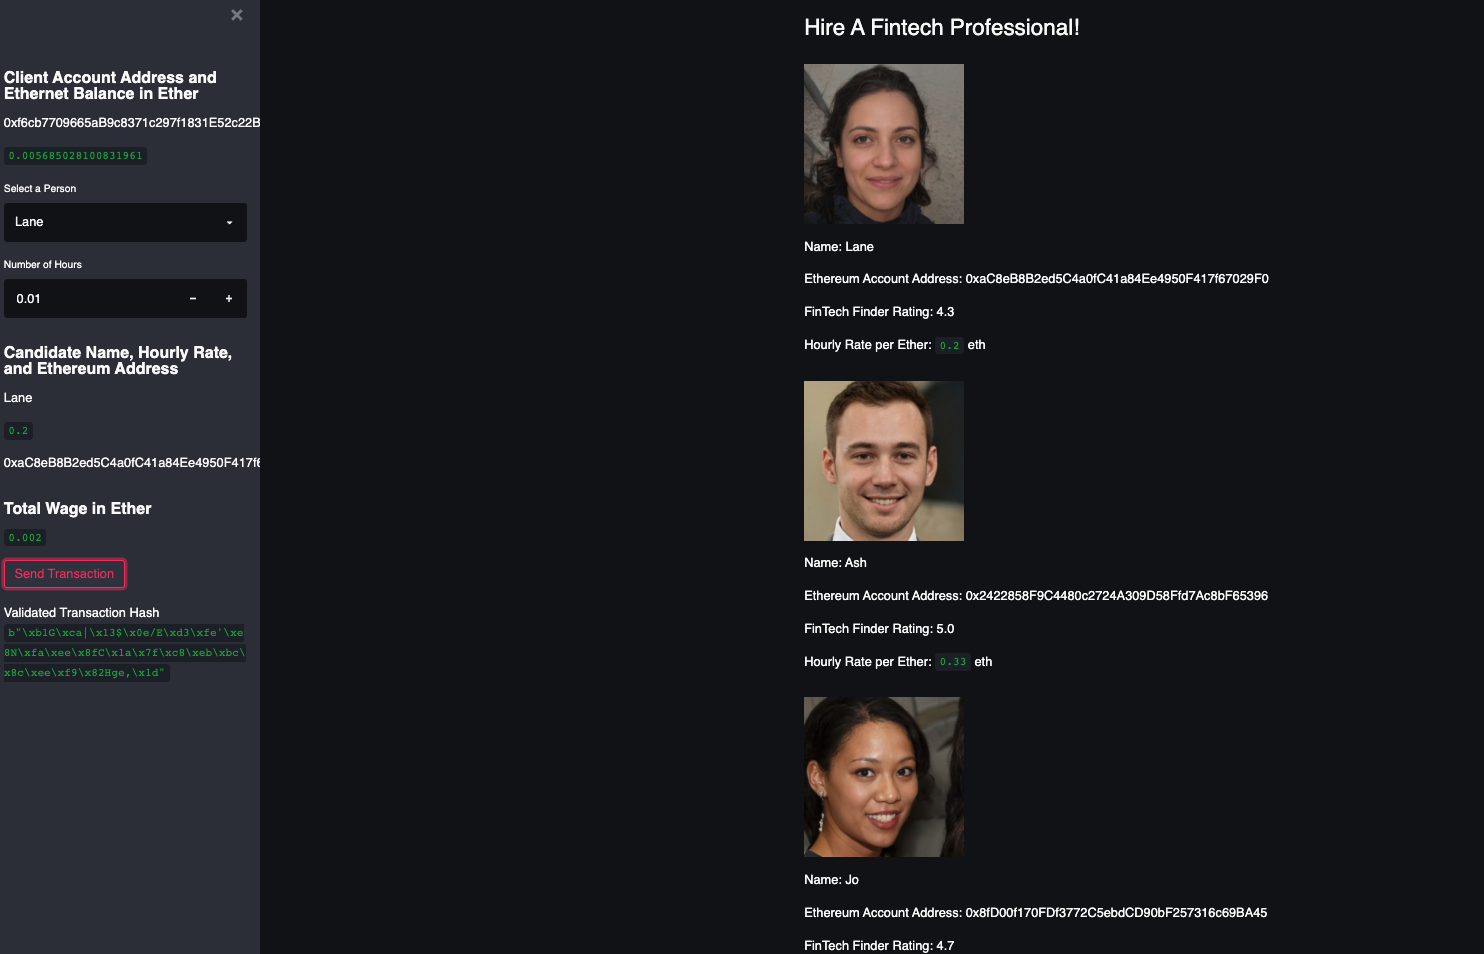 ×
Client Account Address and
Ethernet Balance in Ether
0xf6cb7709665aB9c8371c297f1831E52c22B
0.005685028100831961
Select a Person
Lane
Number of Hours
0.01
− +
Candidate Name, Hourly Rate,
and Ethereum Address
Lane
0.2
0xaC8eB8B2ed5C4a0fC41a84Ee4950F417f6
Total Wage in Ether
0.002
Send Transaction
Validated Transaction Hash
b"\xb1G\xca|\x13$\x0e/E\xd3\xfe'\xe
8N\xfa\xee\x8fC\x1a\x7f\xc8\xeb\xbc\
x8c\xee\xf9\x82Hge,\x1d"
Hire A Fintech Professional!
Name: Lane
Ethereum Account Address: 0xaC8eB8B2ed5C4a0fC41a84Ee4950F417f67029F0
FinTech Finder Rating: 4.3
Hourly Rate per Ether: 0.2 eth
Name: Ash
Ethereum Account Address: 0x2422858F9C4480c2724A309D58Ffd7Ac8bF65396
FinTech Finder Rating: 5.0
Hourly Rate per Ether: 0.33 eth
Name: Jo
Ethereum Account Address: 0x8fD00f170FDf3772C5ebdCD90bF257316c69BA45
FinTech Finder Rating: 4.7